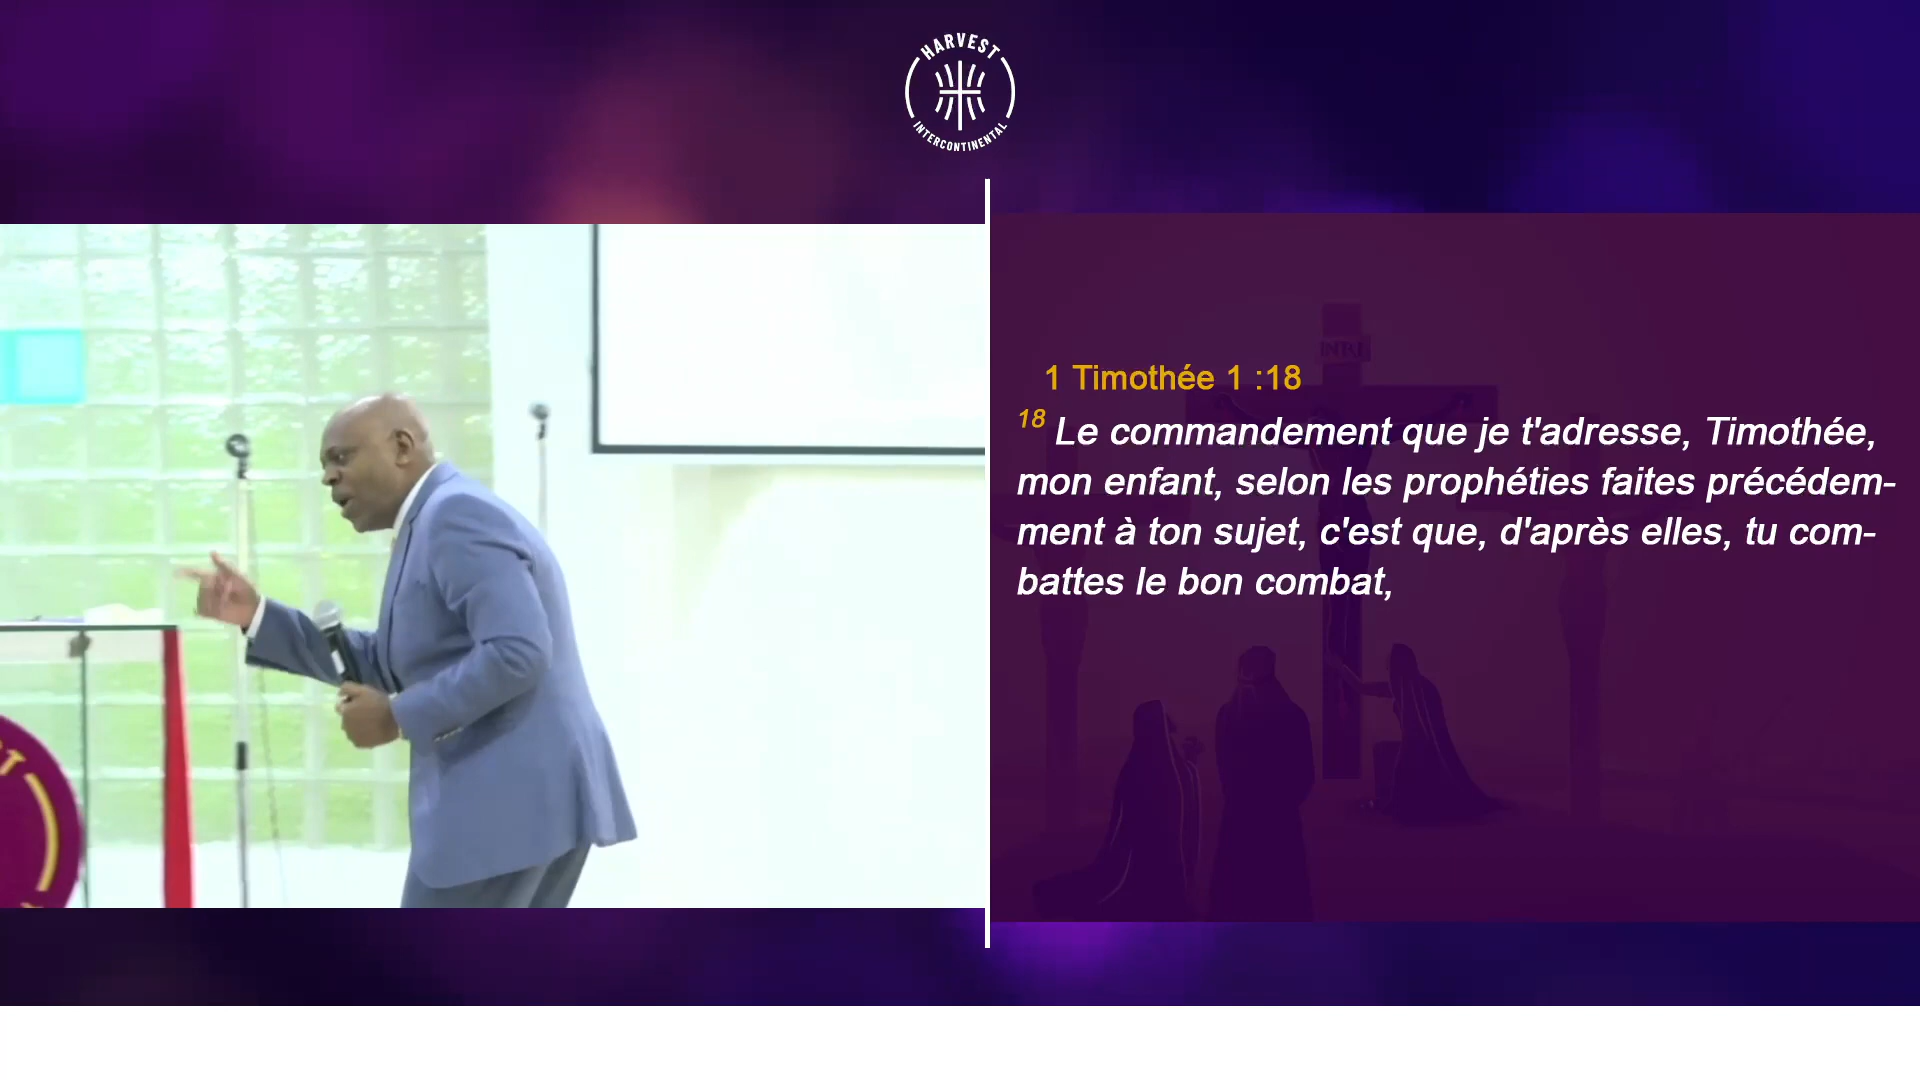 HARVEST
INTERCONTINENTAL
INRI
1 Timothée 1 :18
18 Le commandement que je t'adresse, Timothée,
mon enfant, selon les prophéties faites précédem-
ment à ton sujet, c'est que, d'après elles, tu com-
battes le bon combat,